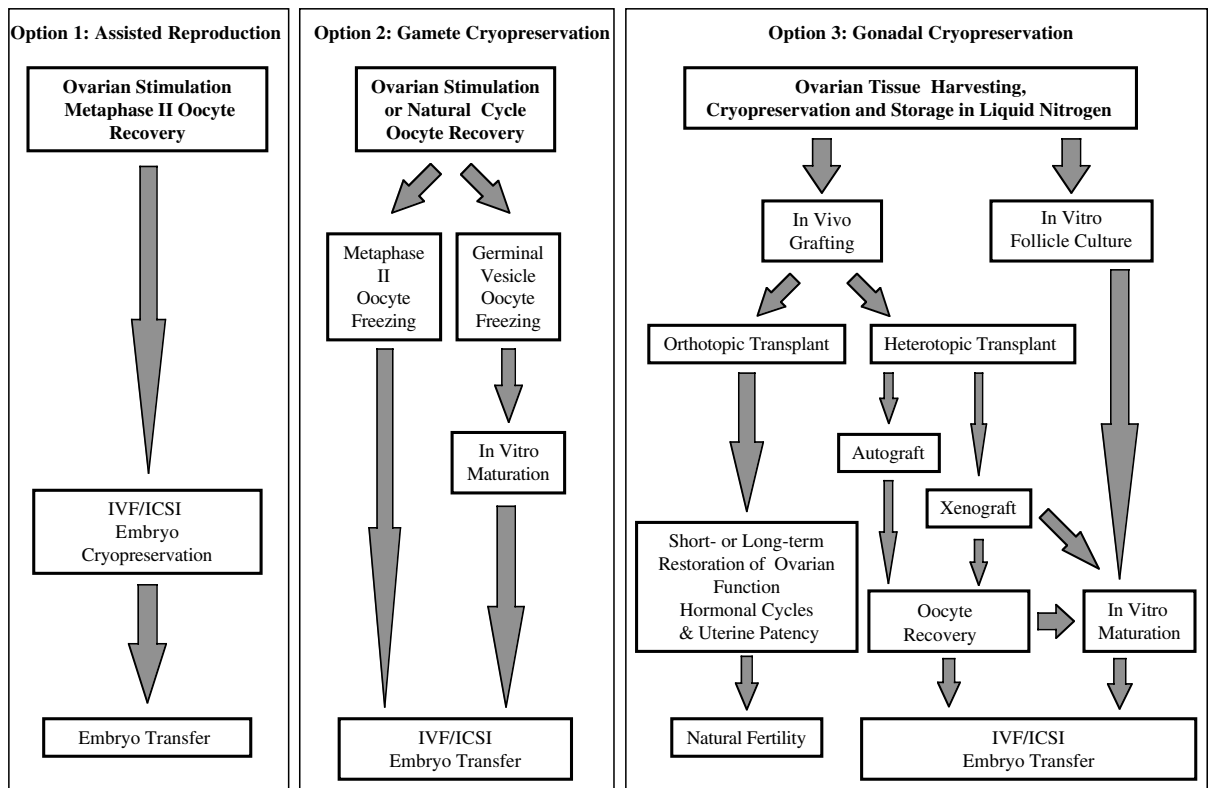 Option 1: Assisted Reproduction
Ovarian Stimulation
Metaphase II Oocyte
Recovery
IVF/ICSI
Embryo
Cryopreservation
Embryo Transfer
Option 2: Gamete Cryopreservation
Ovarian Stimulation
or Natural Cycle
Oocyte Recovery
Metaphase
II
Oocyte
Freezing
Germinal
Vesicle
Oocyte
Freezing
In Vitro
Maturation
IVF/ICSI
Embryo Transfer
Option 3: Gonadal Cryopreservation
Ovarian Tissue Harvesting,
Cryopreservation and Storage in Liquid Nitrogen
In Vivo
Grafting
In Vitro
Follicle Culture
Orthotopic Transplant
Heterotopic Transplant
Autograft
Xenograft
Short- or Long-term
Restoration of Ovarian
Function
Hormonal Cycles
& Uterine Patency
Oocyte
Recovery
In Vitro
Maturation
Natural Fertility
IVF/ICSI
Embryo Transfer